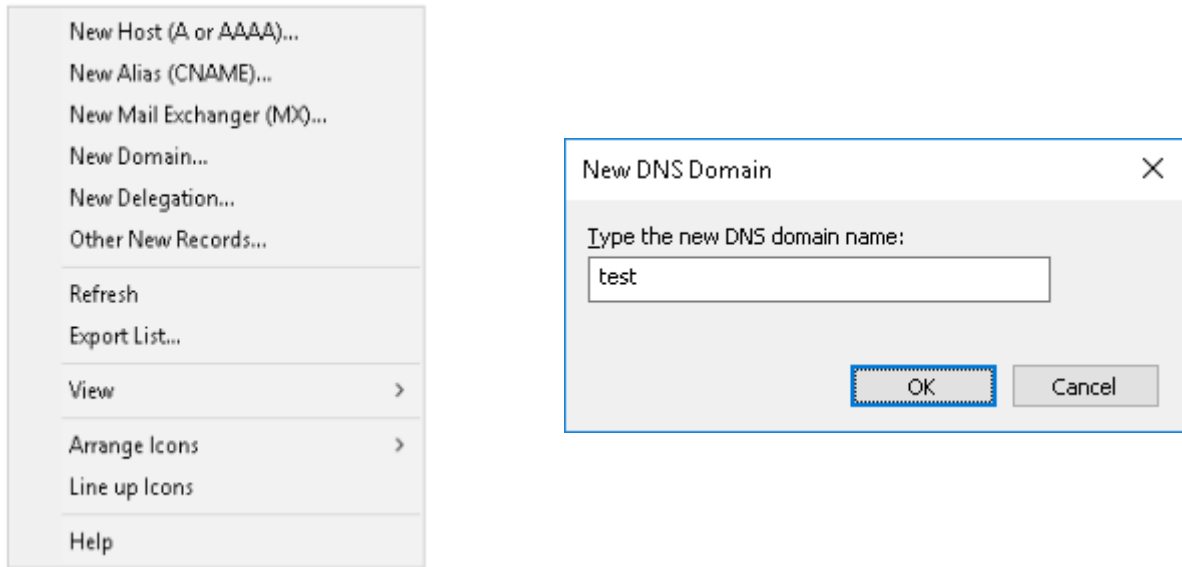 New Host (A or AAAA)...
New Alias (CNAME)...
New Mail Exchanger (MX)...
New Domain...
New Delegation...
Other New Records...
Refresh
Export List...
View
Arrange Icons
Line up Icons
Help
New DNS Domain
Type the new DNS domain name:
test
OK
Cancel